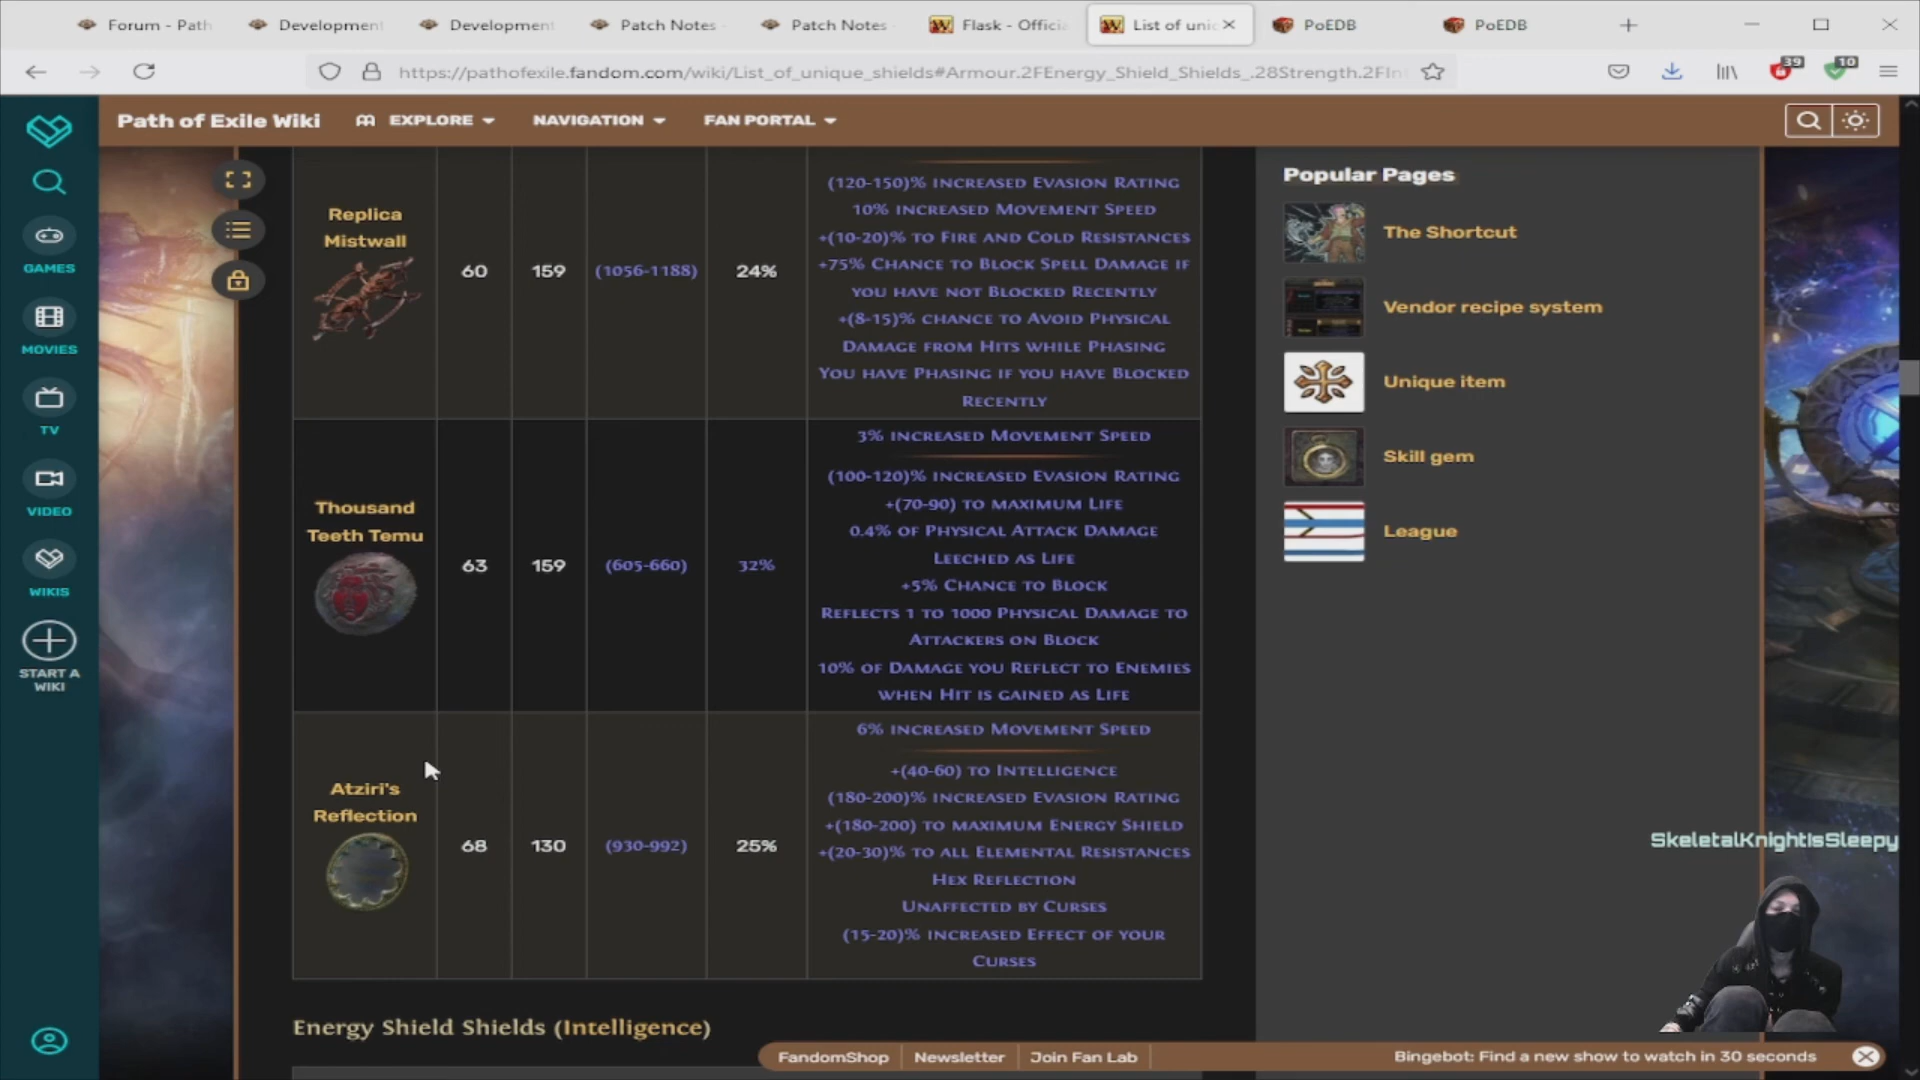 Forum - Path
Development
Development
Patch Notes
Patch Notes
Flask - Officia
List of uniq
PoEDB
PoEDB
https://pathofexile.fandom.com/wiki/List_of_unique_shields#Armour.2FEnergy_Shield_Shields_.28Strength.2FInt
39
10
Path of Exile Wiki
EXPLORE
NAVIGATION
FAN PORTAL
GAMES
MOVIES
TV
VIDEO
WIKIS
START A
WIKI
Replica
Mistwall
60
159
(1056-1188)
24%
(120-150)% increased Evasion Rating
10% increased Movement Speed
+(10-20)% to Fire and Cold Resistances
+75% Chance to Block Spell Damage if
you have not Blocked Recently
+(8-15)% chance to Avoid Physical
Damage from Hits while Phasing
You have Phasing if you have Blocked
Recently
Thousand
Teeth Temu
63
159
(605-660)
32%
3% increased Movement Speed
(100-120)% increased Evasion Rating
+(70-90) to maximum Life
0.4% of Physical Attack Damage
Leeched as Life
+5% Chance to Block
Reflects 1 to 1000 Physical Damage to
Attackers on Block
10% of Damage you Reflect to Enemies
when Hit is gained as Life
Atziri's
Reflection
68
130
(930-992)
25%
6% increased Movement Speed
+(40-60) to Intelligence
(180-200)% increased Evasion Rating
+(180-200) to maximum Energy Shield
+(20-30)% to all Elemental Resistances
Hex Reflection
Unaffected by Curses
(15-20)% increased Effect of your
Curses
Energy Shield Shields (Intelligence)
Popular Pages
The Shortcut
Vendor recipe system
Unique item
Skill gem
League
SkeletalKnightIsSleepy
FandomShop
Newsletter
Join Fan Lab
Bingebot: Find a new show to watch in 30 seconds